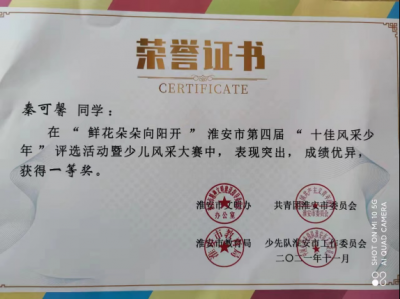 荣誉证书
CERTIFICATE
秦可馨 同学:
在“鲜花朵朵向阳开”淮安市第四届“十佳风采少
年”评选活动暨少儿风采大赛中,表现突出,成绩优异,
获得一等奖。
淮安市文明办 共青团淮安市委员会
办公室
淮安市教育局 少先队淮安市工作委员会
二〇二一年十一月
SHOT ON MI 10 5G
AI QUAD CAMERA